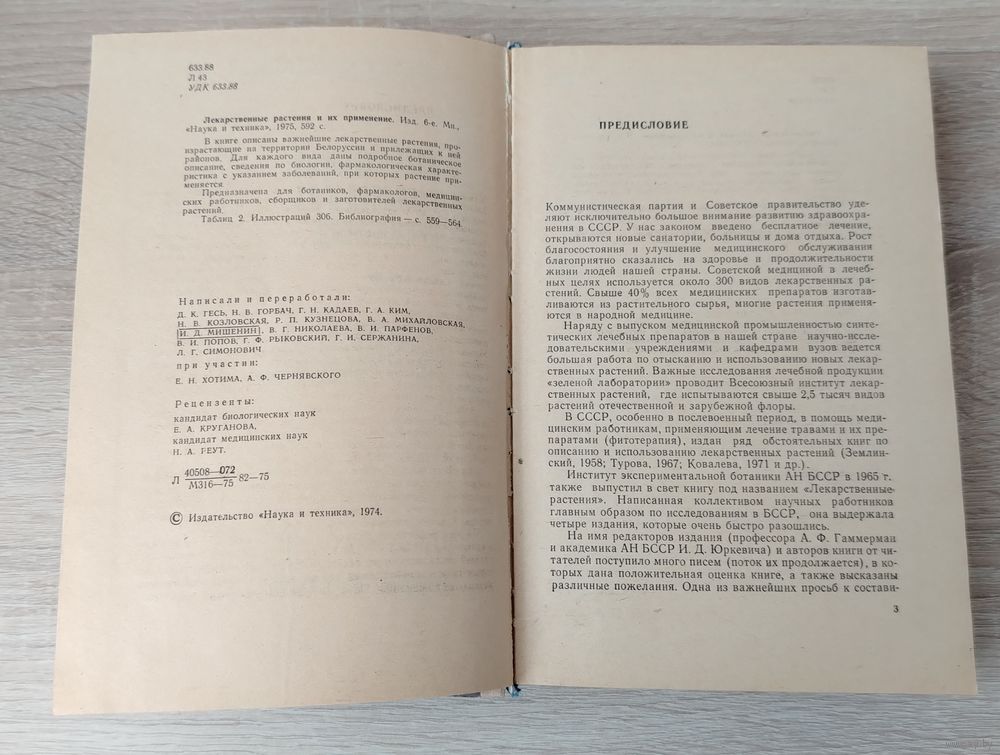 633.88
Л 43
УДК 633.88
Лекарственные растения и их применение. Изд. 6-е. Мн.,
«Наука и техника», 1975, 592 с.
В книге описаны важнейшие лекарственные растения, про-
израстающие на территории Белоруссии и прилежащих к ней
районов. Для каждого вида даны подробное ботаническое
описание, сведения по биологии, фармакологическая характе-
ристика с указанием заболеваний, при которых растение при-
меняется.
Предназначена для ботаников, фармакологов, медицин-
ских работников, сборщиков и заготовителей лекарственных
растений.
Таблиц 2. Иллюстраций 306. Библиография — с. 559—564.
Написали и переработали:
Д. К. ГЕСЬ, Н. В. ГОРБАЧ, Г. Н. КАДАЕВ, Г. А. КИМ,
Н. В. КОЗЛОВСКАЯ, Р. П. КУЗНЕЦОВА, В. А. МИХАЙЛОВСКАЯ,
И. Д. МИШЕНИН, В. Г. НИКОЛАЕВА, В. И. ПАРФЕНОВ,
В. И. ПОПОВ, Г. Ф. РЫКОВСКИЙ, Г. И. СЕРЖАНИНА,
Л. Г. СИМОНОВИЧ
при участии:
Е. Н. ХОТИМА, А. Ф. ЧЕРНЯВСКОГО
Рецензенты:
кандидат биологических наук
Е. А. КРУГАНОВА,
кандидат медицинских наук
Н. А. РЕУТ.
Л 40508—072 / М316—75 82—75
© Издательство «Наука и техника», 1974.
ПРЕДИСЛОВИЕ
Коммунистическая партия и Советское правительство уде-
ляют исключительно большое внимание развитию здравоохра-
нения в СССР. У нас законом введено бесплатное лечение,
открываются новые санатории, больницы и дома отдыха. Рост
благосостояния и улучшение медицинского обслуживания
благоприятно сказались на здоровье и продолжительности
жизни людей нашей страны. Советской медициной в лечеб-
ных целях используется около 300 видов лекарственных рас-
тений. Свыше 40% всех медицинских препаратов изготав-
ливаются из растительного сырья, многие растения применяю-
тся в народной медицине.
Наряду с выпуском медицинской промышленностью синте-
тических лечебных препаратов в нашей стране научно-иссле-
довательскими учреждениями и кафедрами вузов ведется
большая работа по отысканию и использованию новых лекар-
ственных растений. Важные исследования лечебной продукции
«зеленой лаборатории» проводит Всесоюзный институт лекар-
ственных растений, где испытываются свыше 2,5 тысяч видов
растений отечественной и зарубежной флоры.
В СССР, особенно в послевоенный период, в помощь меди-
цинским работникам, применяющим лечение травами и их пре-
паратами (фитотерапия), издан ряд обстоятельных книг по
описанию и использованию лекарственных растений (Землин-
ский, 1958; Турова, 1967; Ковалева, 1971 и др.).
Институт экспериментальной ботаники АН БССР в 1965 г.
также выпустил в свет книгу под названием «Лекарственные
растения». Написанная коллективом научных работников
главным образом по исследованиям в БССР, она выдержала
четыре издания, которые очень быстро разошлись.
На имя редакторов издания (профессора А. Ф. Гаммерман
и академика АН БССР И. Д. Юркевича) и авторов книги от чи-
тателей поступило много писем (поток их продолжается), в ко-
торых дана положительная оценка книге, а также высказаны
различные пожелания. Одна из важнейших просьб к состави-
3